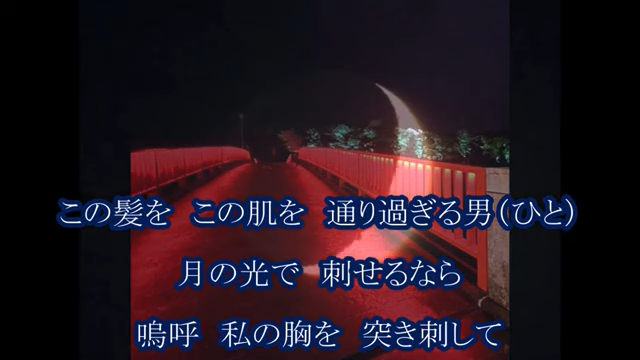 この髪を　この肌を　通り過ぎる男（ひと）
月の光で　刺せるなら
嗚呼　私の胸を　突き刺して